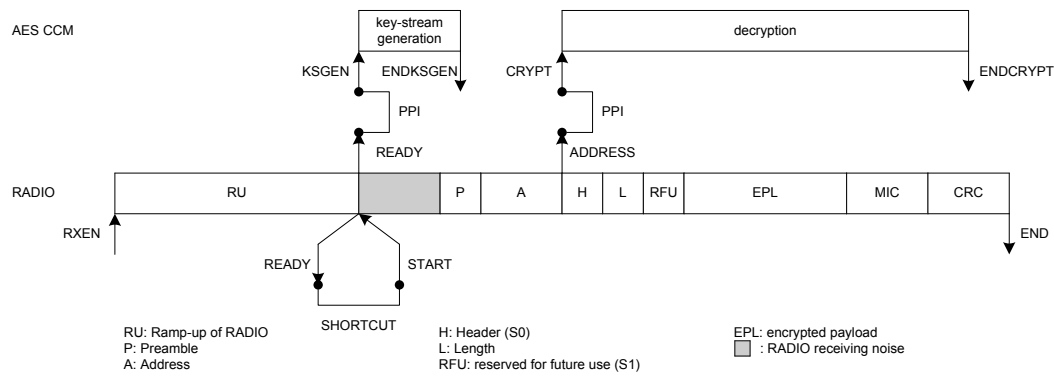 AES CCM
key-stream
generation
decryption
KSGEN
ENDKSGEN
CRYPT
ENDCRYPT
PPI
PPI
READY
ADDRESS
RADIO
RU
P
A
H
L
RFU
EPL
MIC
CRC
RXEN
END
READY
START
SHORTCUT
RU: Ramp-up of RADIO
P: Preamble
A: Address
H: Header (S0)
L: Length
RFU: reserved for future use (S1)
EPL: encrypted payload
: RADIO receiving noise